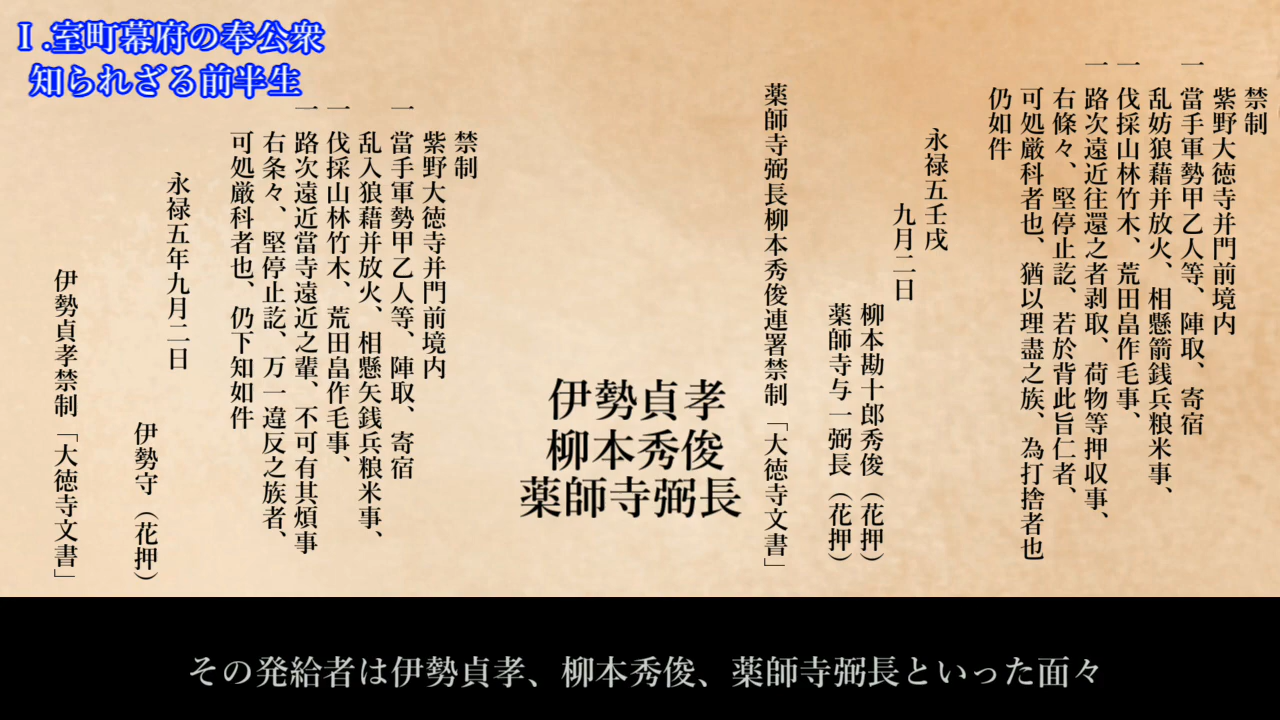 Ⅰ.室町幕府の奉公衆
知られざる前半生
禁制
紫野大徳寺并門前境内
一 當手軍勢甲乙人等、陣取、寄宿
乱妨狼藉并放火、相懸箭銭兵粮米事、
一 伐採山林竹木、荒田畠作毛事、
一 路次遠近往還之者剥取、荷物等押収事、
右條々、堅停止訖、若於背此旨仁者、
可処厳科者也、猶以理盡之族、為打捨者也
仍如件
永禄五壬戌
九月二日
柳本勘十郎秀俊（花押）
薬師寺与一弼長（花押）
薬師寺弼長柳本秀俊連署禁制「大徳寺文書」
伊勢貞孝
柳本秀俊
薬師寺弼長
禁制
紫野大徳寺并門前境内
一 當手軍勢甲乙人等、陣取、寄宿
乱入狼藉并放火、相懸矢銭兵粮米事、
一 伐採山林竹木、荒田畠作毛事、
一 路次遠近當寺遠近之輩、不可有其煩事
右条々、堅停止訖、万一違反之族者、
可処厳科者也、仍下知如件
永禄五年九月二日
伊勢守（花押）
伊勢貞孝禁制「大徳寺文書」
その発給者は伊勢貞孝、柳本秀俊、薬師寺弼長といった面々